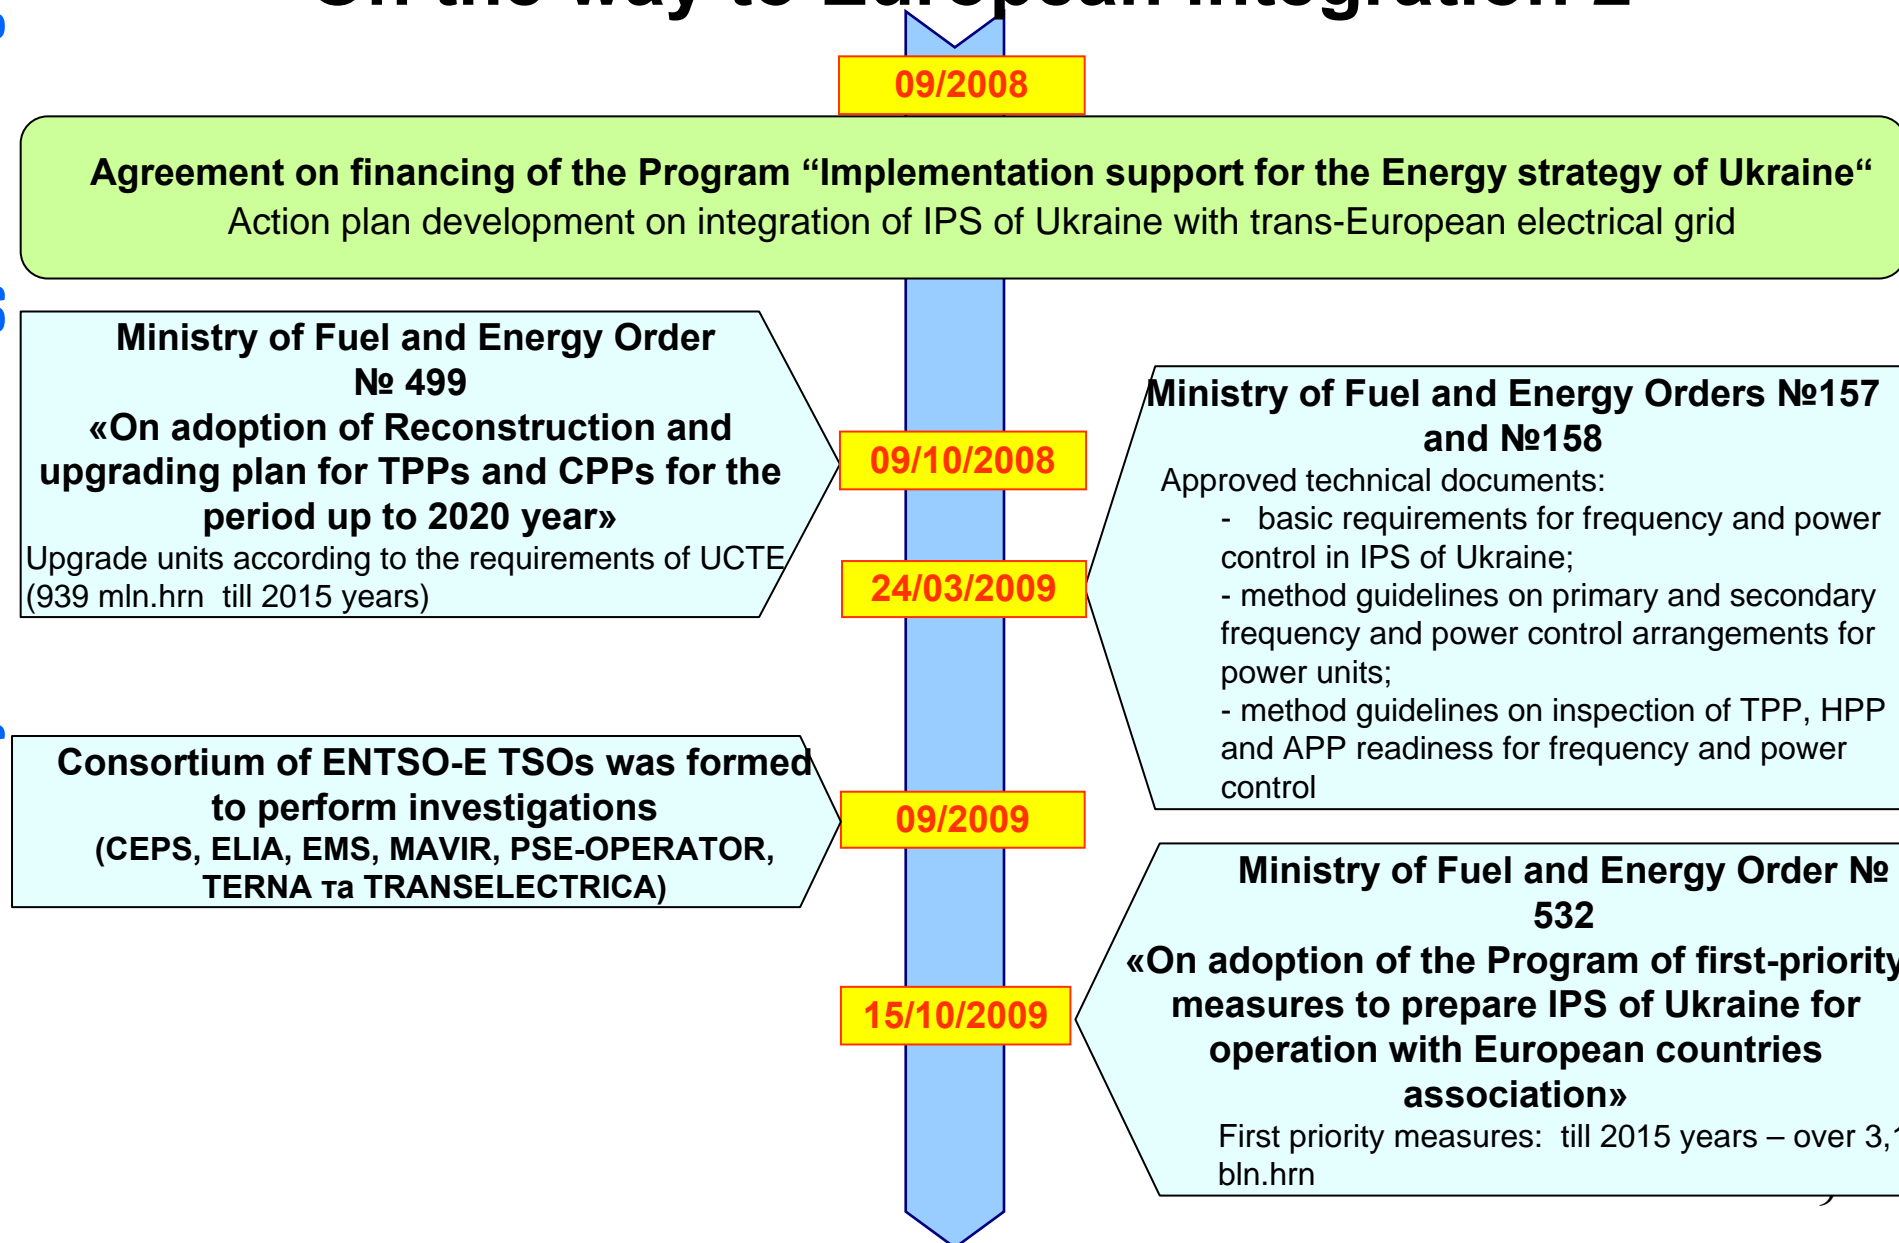 On the way to European integration 2
09/2008
Agreement on financing of the Program “Implementation support for the Energy strategy of Ukraine“
Action plan development on integration of IPS of Ukraine with trans-European electrical grid
Ministry of Fuel and Energy Order
№ 499
«On adoption of Reconstruction and
upgrading plan for TPPs and CPPs for the
period up to 2020 year»
Upgrade units according to the requirements of UCTE
(939 mln.hrn till 2015 years)
09/10/2008
Ministry of Fuel and Energy Orders №157
and №158
Approved technical documents:
- basic requirements for frequency and power
control in IPS of Ukraine;
- method guidelines on primary and secondary
frequency and power control arrangements for
power units;
- method guidelines on inspection of TPP, HPP
and APP readiness for frequency and power
control
24/03/2009
Consortium of ENTSO-E TSOs was formed
to perform investigations
(CEPS, ELIA, EMS, MAVIR, PSE-OPERATOR,
TERNA та TRANSELECTRICA)
09/2009
Ministry of Fuel and Energy Order №
532
«On adoption of the Program of first-priority
measures to prepare IPS of Ukraine for
operation with European countries
association»
First priority measures: till 2015 years – over 3,1
bln.hrn
15/10/2009